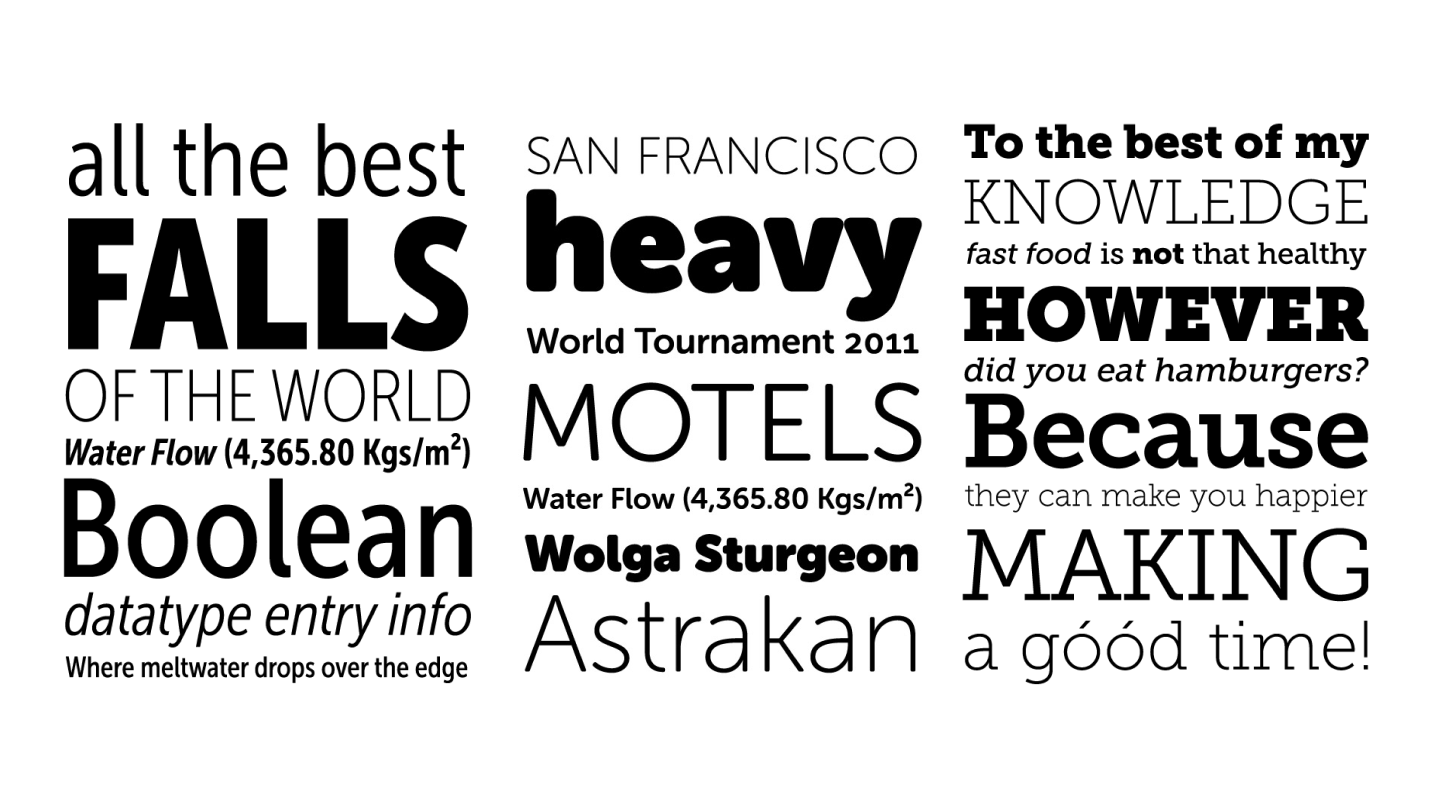 all the best
FALLS
OF THE WORLD
Water Flow (4,365.80 Kgs/m²)
Boolean
datatype entry info
Where meltwater drops over the edge
SAN FRANCISCO
heavy
World Tournament 2011
MOTELS
Water Flow (4,365.80 Kgs/m²)
Wolga Sturgeon
Astrakan
To the best of my
KNOWLEDGE
fast food is not that healthy
HOWEVER
did you eat hamburgers?
Because
they can make you happier
MAKING
a góód time!